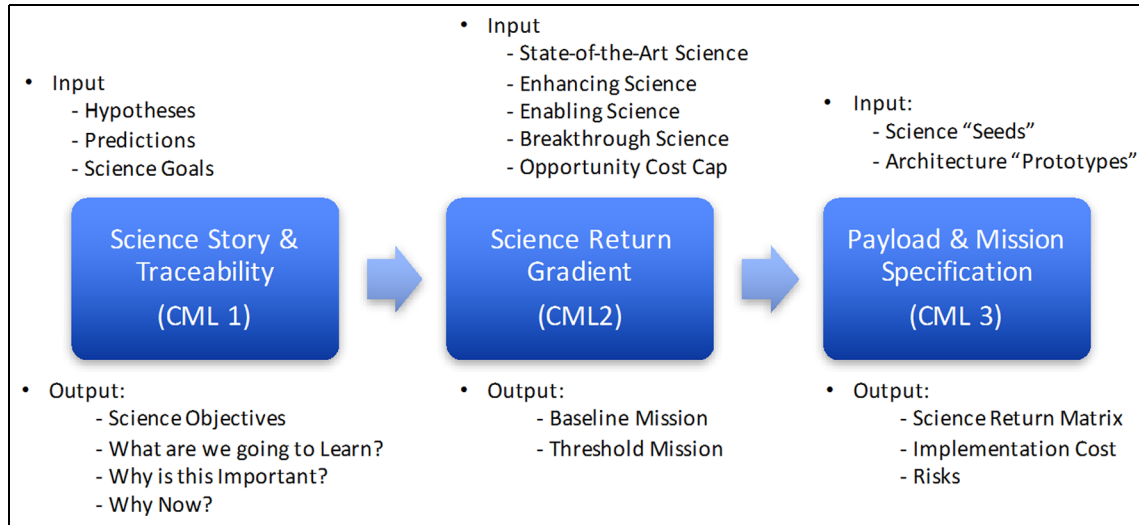 • Input
- Hypotheses
- Predictions
- Science Goals
Science Story &
Traceability
(CML 1)
• Output:
- Science Objectives
- What are we going to Learn?
- Why is this Important?
- Why Now?
• Input
- State-of-the-Art Science
- Enhancing Science
- Enabling Science
- Breakthrough Science
- Opportunity Cost Cap
Science Return
Gradient
(CML2)
• Output:
- Baseline Mission
- Threshold Mission
• Input:
- Science “Seeds”
- Architecture “Prototypes”
Payload & Mission
Specification
(CML 3)
• Output:
- Science Return Matrix
- Implementation Cost
- Risks